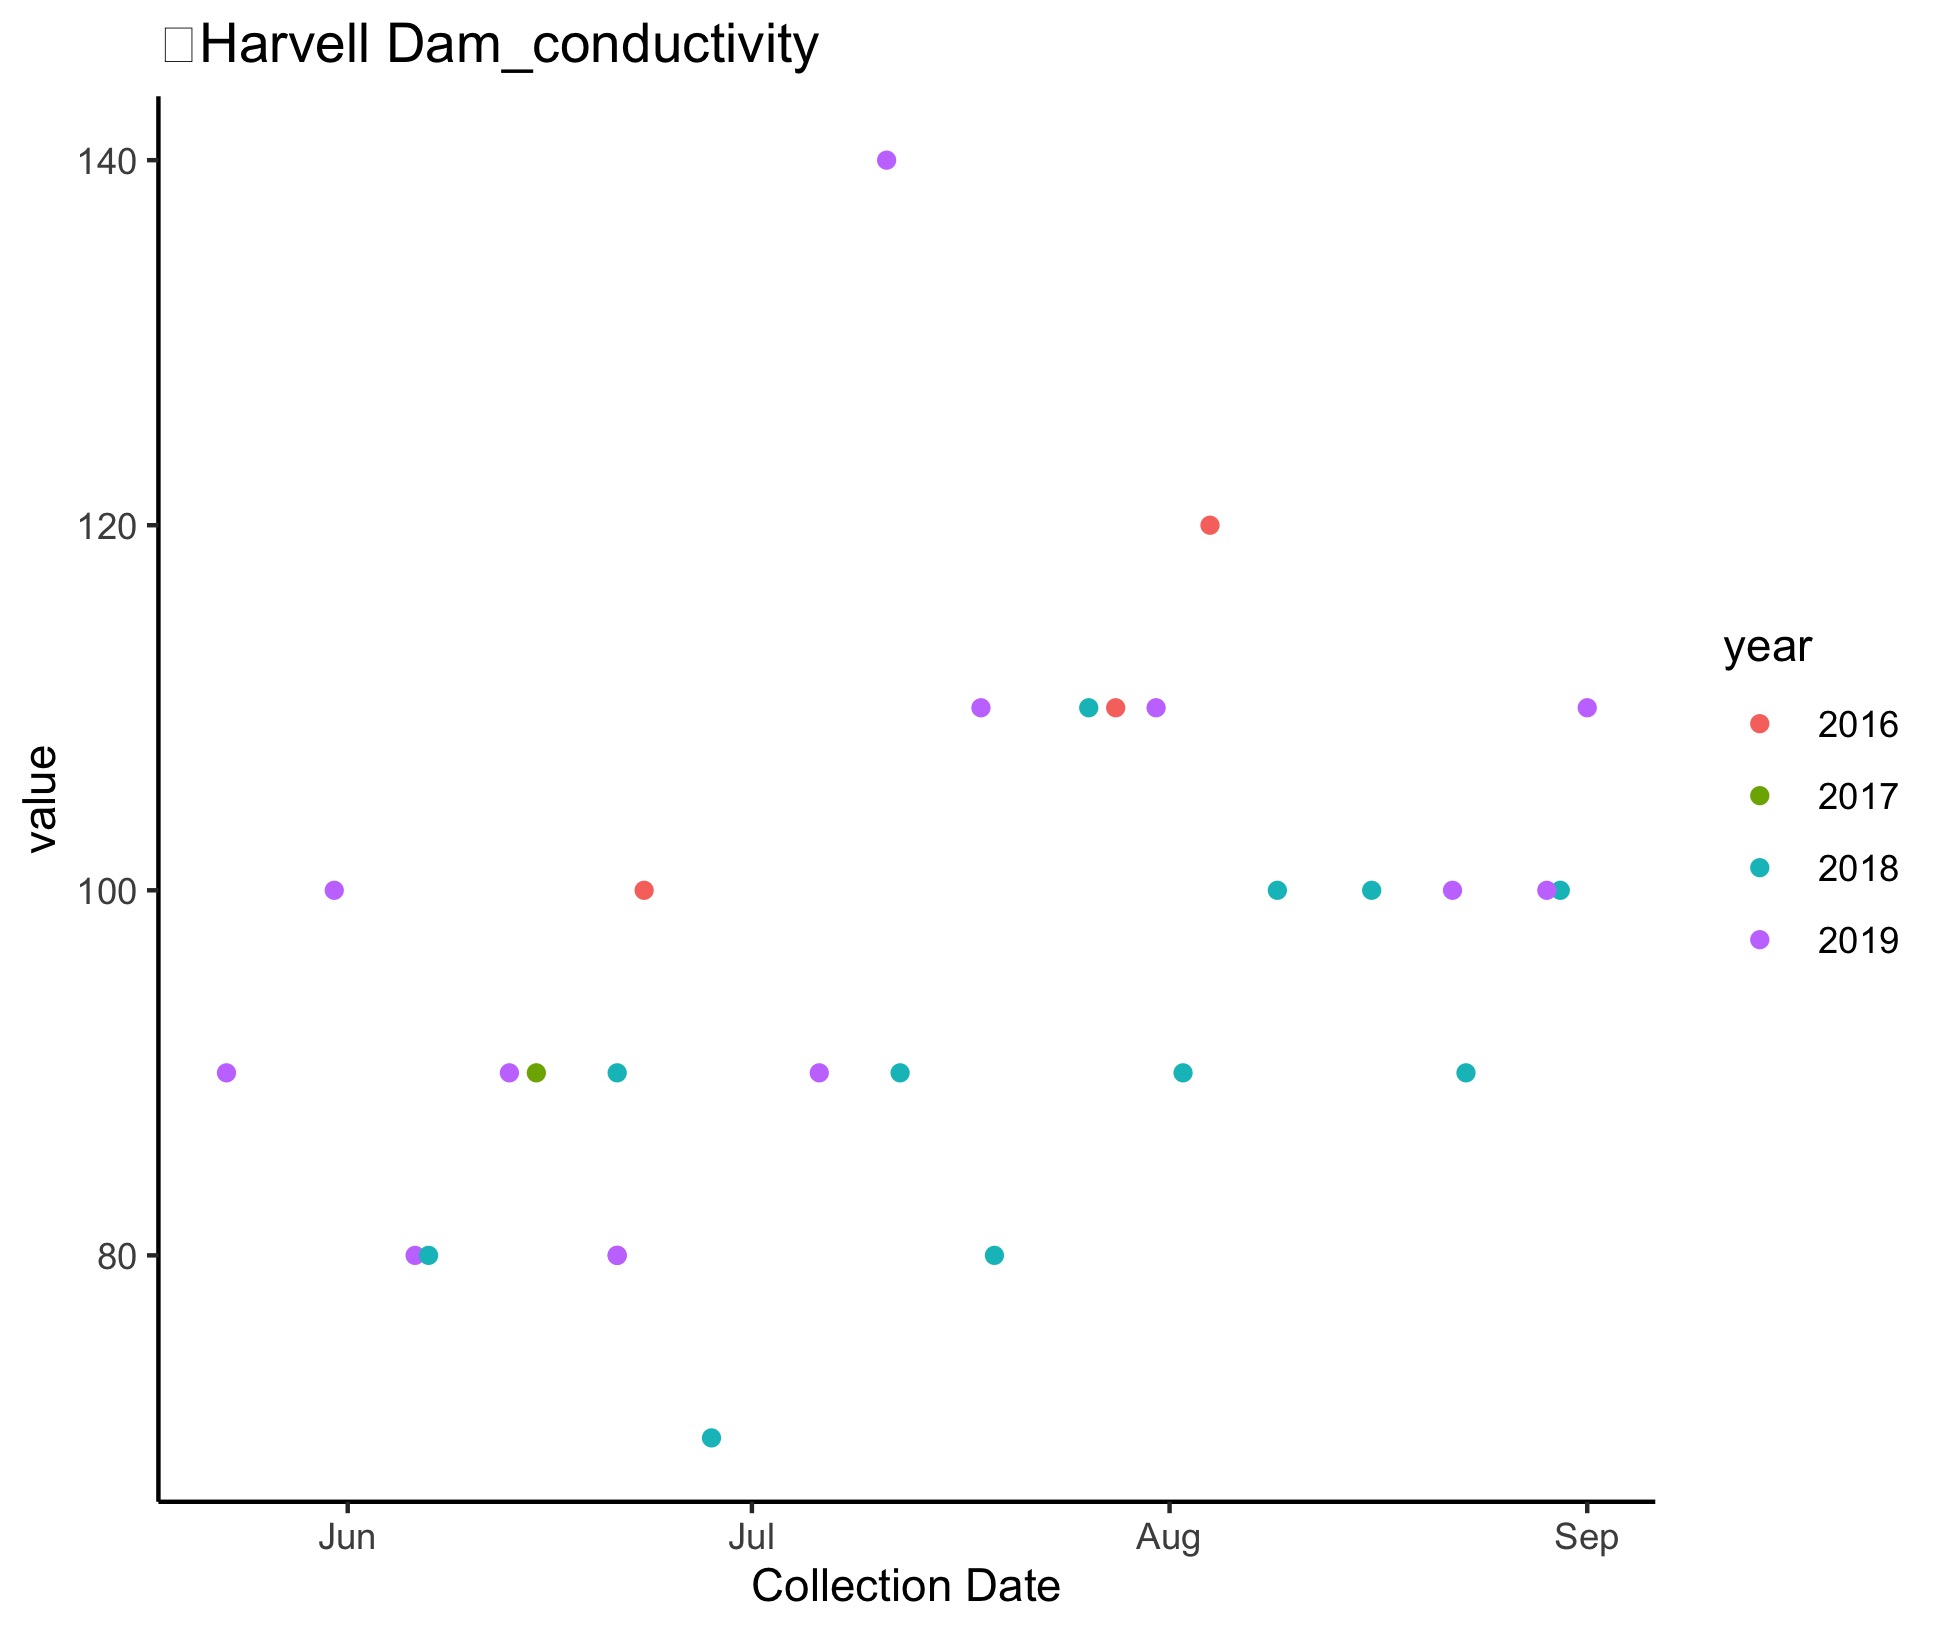 Harvell Dam_conductivity
140
120
100
80
value
Jun Jul Aug Sep
Collection Date
year
2016
2017
2018
2019